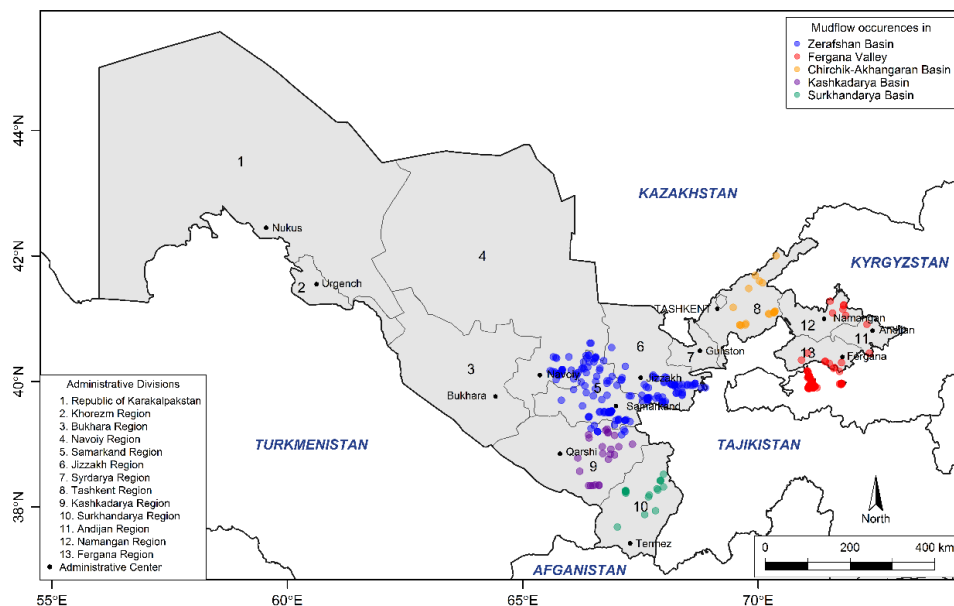 Mudflow occurences in
Zerafshan Basin
Fergana Valley
Chirchik-Akhangaran Basin
Kashkadarya Basin
Surkhandarya Basin
44°N
42°N
40°N
38°N
1
KAZAKHSTAN
Nukus
4
KYRGYZSTAN
2
Urgench
TASHKENT
8
12
Namangan
11
Andijan
6
7
Guliston
13
Fergana
3
Navoiy
5
Jizzakh
Bukhara
Samarkand
TURKMENISTAN
Qarshi
9
TAJIKISTAN
10
Termez
AFGANISTAN
Administrative Divisions
1. Republic of Karakalpakstan
2. Khorezm Region
3. Bukhara Region
4. Navoiy Region
5. Samarkand Region
6. Jizzakh Region
7. Syrdarya Region
8. Tashkent Region
9. Kashkadarya Region
10. Surkhandarya Region
11. Andijan Region
12. Namangan Region
13. Fergana Region
Administrative Center
North
0 200 400 km
55°E 60°E 65°E 70°E